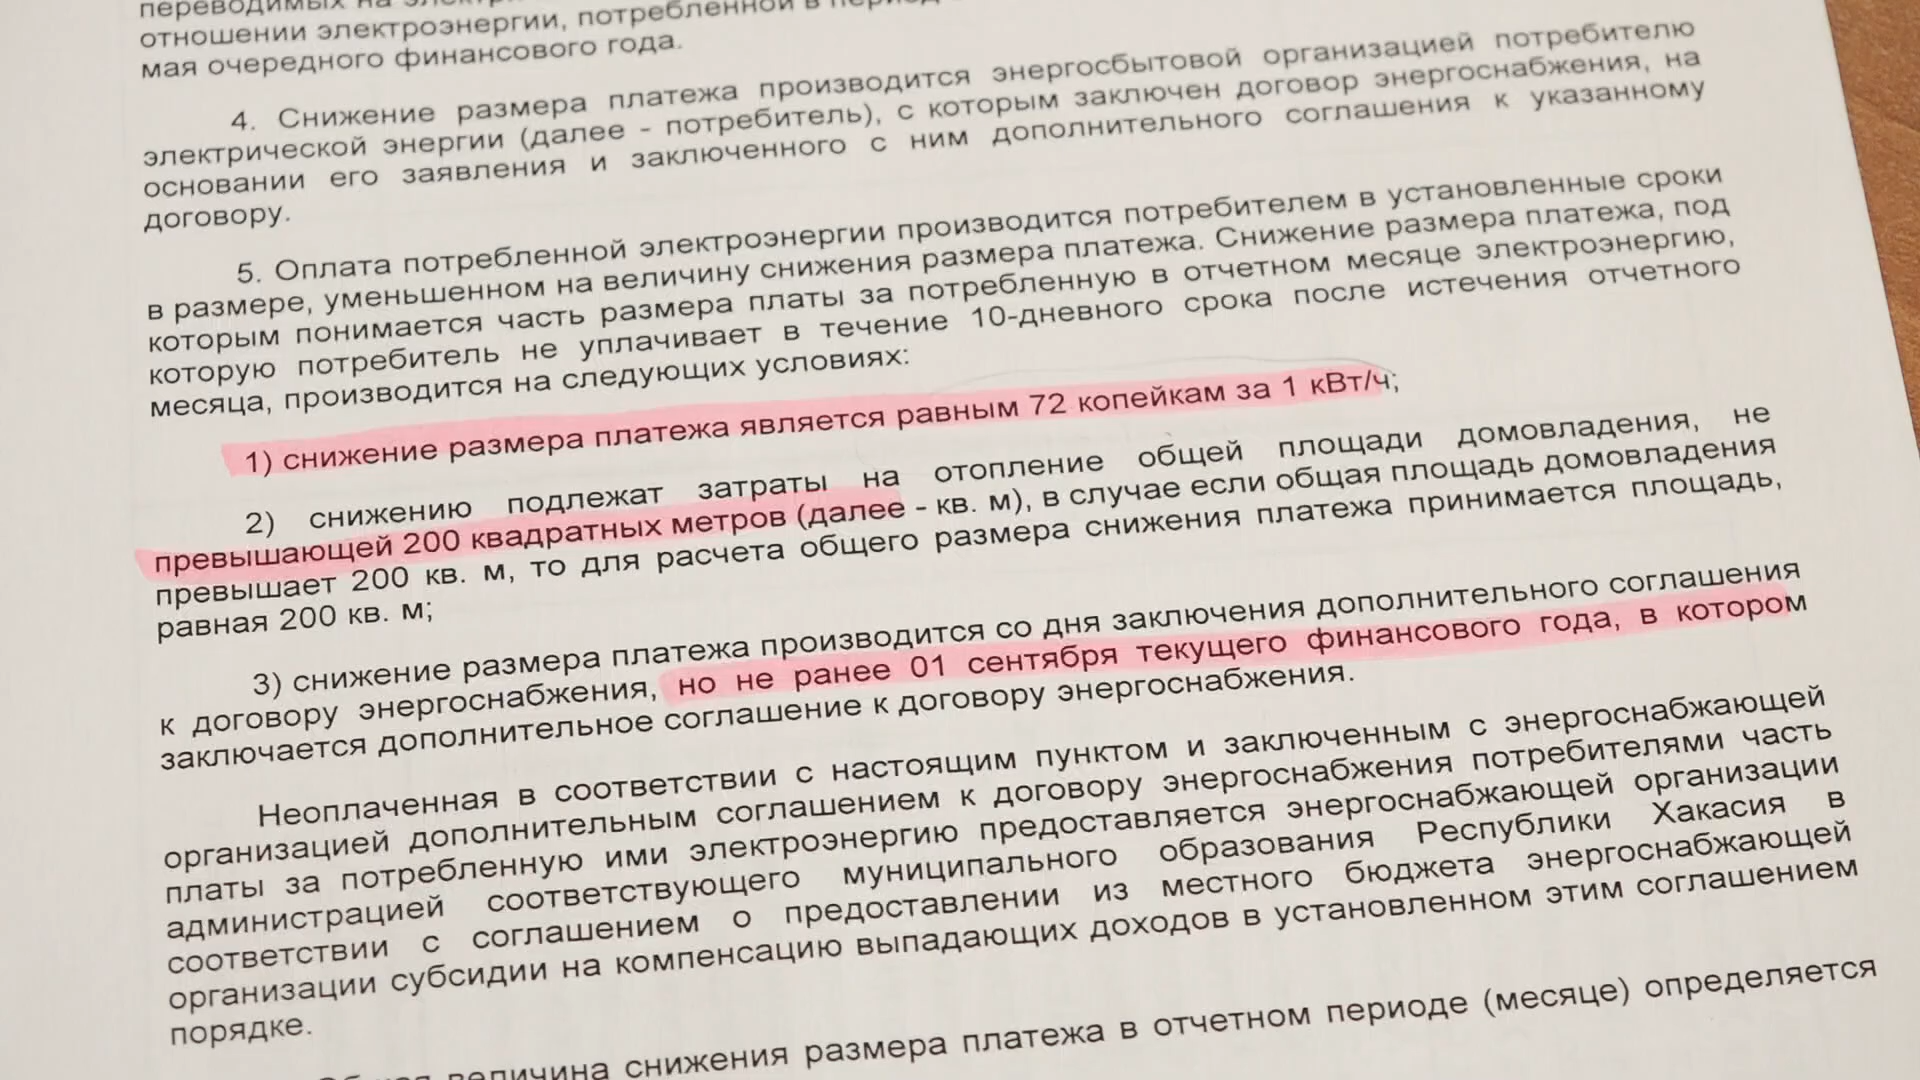 переводимых на
отношении электроэнергии, потребленной в период
мая очередного финансового года.
4. Снижение размера платежа производится энергосбытовой организацией потребителю
электрической энергии (далее - потребитель), с которым заключен договор энергоснабжения, на
основании его заявления и заключенного с ним дополнительного соглашения к указанному
договору.
5. Оплата потребленной электроэнергии производится потребителем в установленные сроки
в размере, уменьшенном на величину снижения размера платежа. Снижение размера платежа, под
которым понимается часть размера платы за потребленную в отчетном месяце электроэнергию,
которую потребитель не уплачивает в течение 10-дневного срока после истечения отчетного
месяца, производится на следующих условиях:
1) снижение размера платежа является равным 72 копейкам за 1 кВт/ч;
2) снижению подлежат затраты на отопление общей площади домовладения, не
превышающей 200 квадратных метров (далее - кв. м), в случае если общая площадь домовладения
превышает 200 кв. м, то для расчета общего размера снижения платежа принимается площадь,
равная 200 кв. м;
3) снижение размера платежа производится со дня заключения дополнительного соглашения
к договору энергоснабжения, но не ранее 01 сентября текущего финансового года, в котором
заключается дополнительное соглашение к договору энергоснабжения.
Неоплаченная в соответствии с настоящим пунктом и заключенным с энергоснабжающей
организацией дополнительным соглашением к договору энергоснабжения потребителями часть
платы за потребленную ими электроэнергию предоставляется энергоснабжающей организации
администрацией соответствующего муниципального образования Республики Хакасия в
соответствии с соглашением о предоставлении из местного бюджета энергоснабжающей
организации субсидии на компенсацию выпадающих доходов в установленном этим соглашением
порядке.
Общая величина снижения размера платежа в отчетном периоде (месяце) определяется